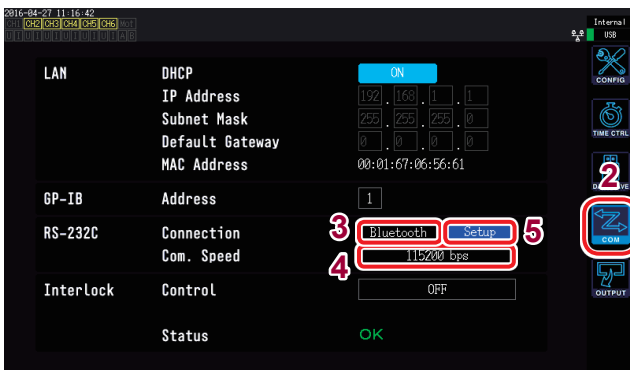 2016-04-27 11:16:42
Internal
CH1 CH2 CH3 CH4 CH5 CH6 Mot
USB
U I U I U I U I U I U I A B
CONFIG
LAN DHCP ON
IP Address 192 . 168 . 1 . 1
Subnet Mask 255 . 255 . 255 . 0
TIME CTRL
Default Gateway 0 . 0 . 0 . 0
MAC Address 00:01:67:06:56:61
2
GP-IB Address 1
RS-232C Connection 3 Bluetooth Setup 5
COM
Com. Speed 4 115200 bps
Interlock Control OFF
OUTPUT
Status OK